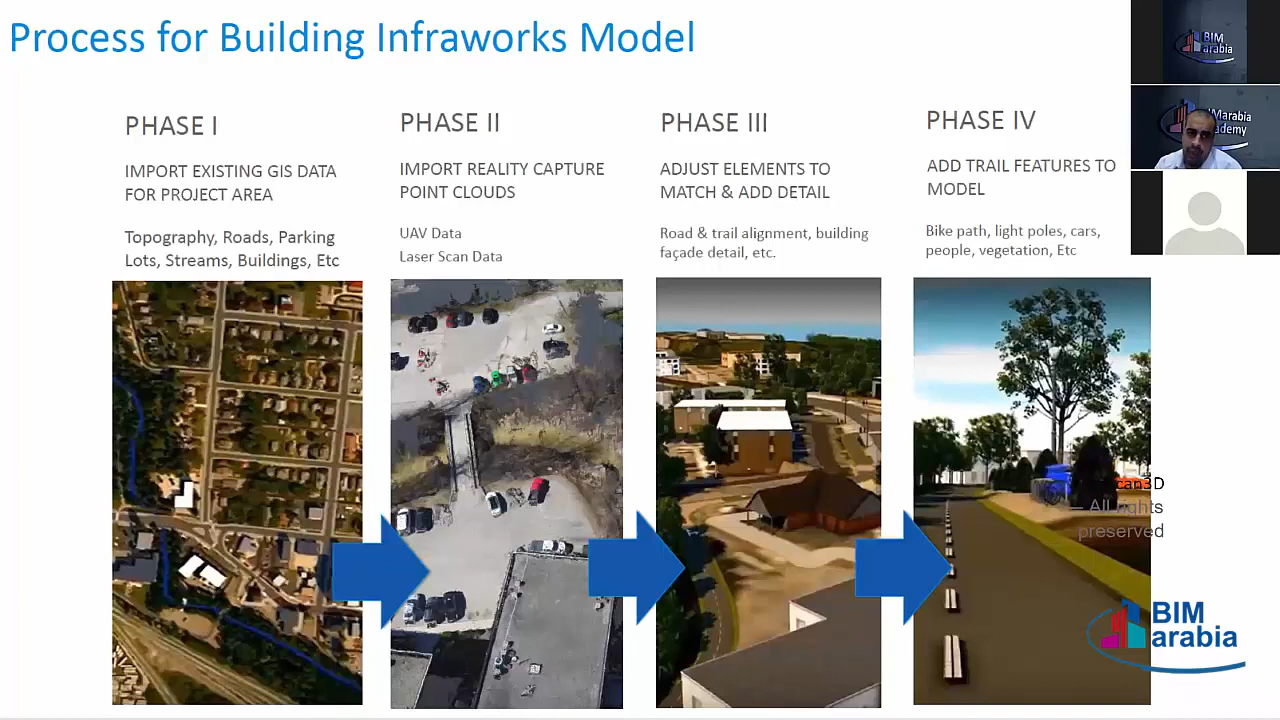 Process for Building Infraworks Model
PHASE I
IMPORT EXISTING GIS DATA
FOR PROJECT AREA
Topography, Roads, Parking
Lots, Streams, Buildings, Etc
PHASE II
IMPORT REALITY CAPTURE
POINT CLOUDS
UAV Data
Laser Scan Data
PHASE III
ADJUST ELEMENTS TO
MATCH & ADD DETAIL
Road & trail alignment, building
façade detail, etc.
PHASE IV
ADD TRAIL FEATURES TO
MODEL
Bike path, light poles, cars,
people, vegetation, Etc
BIM
arabia
can3D
— All rights
preserved
BIM
arabia